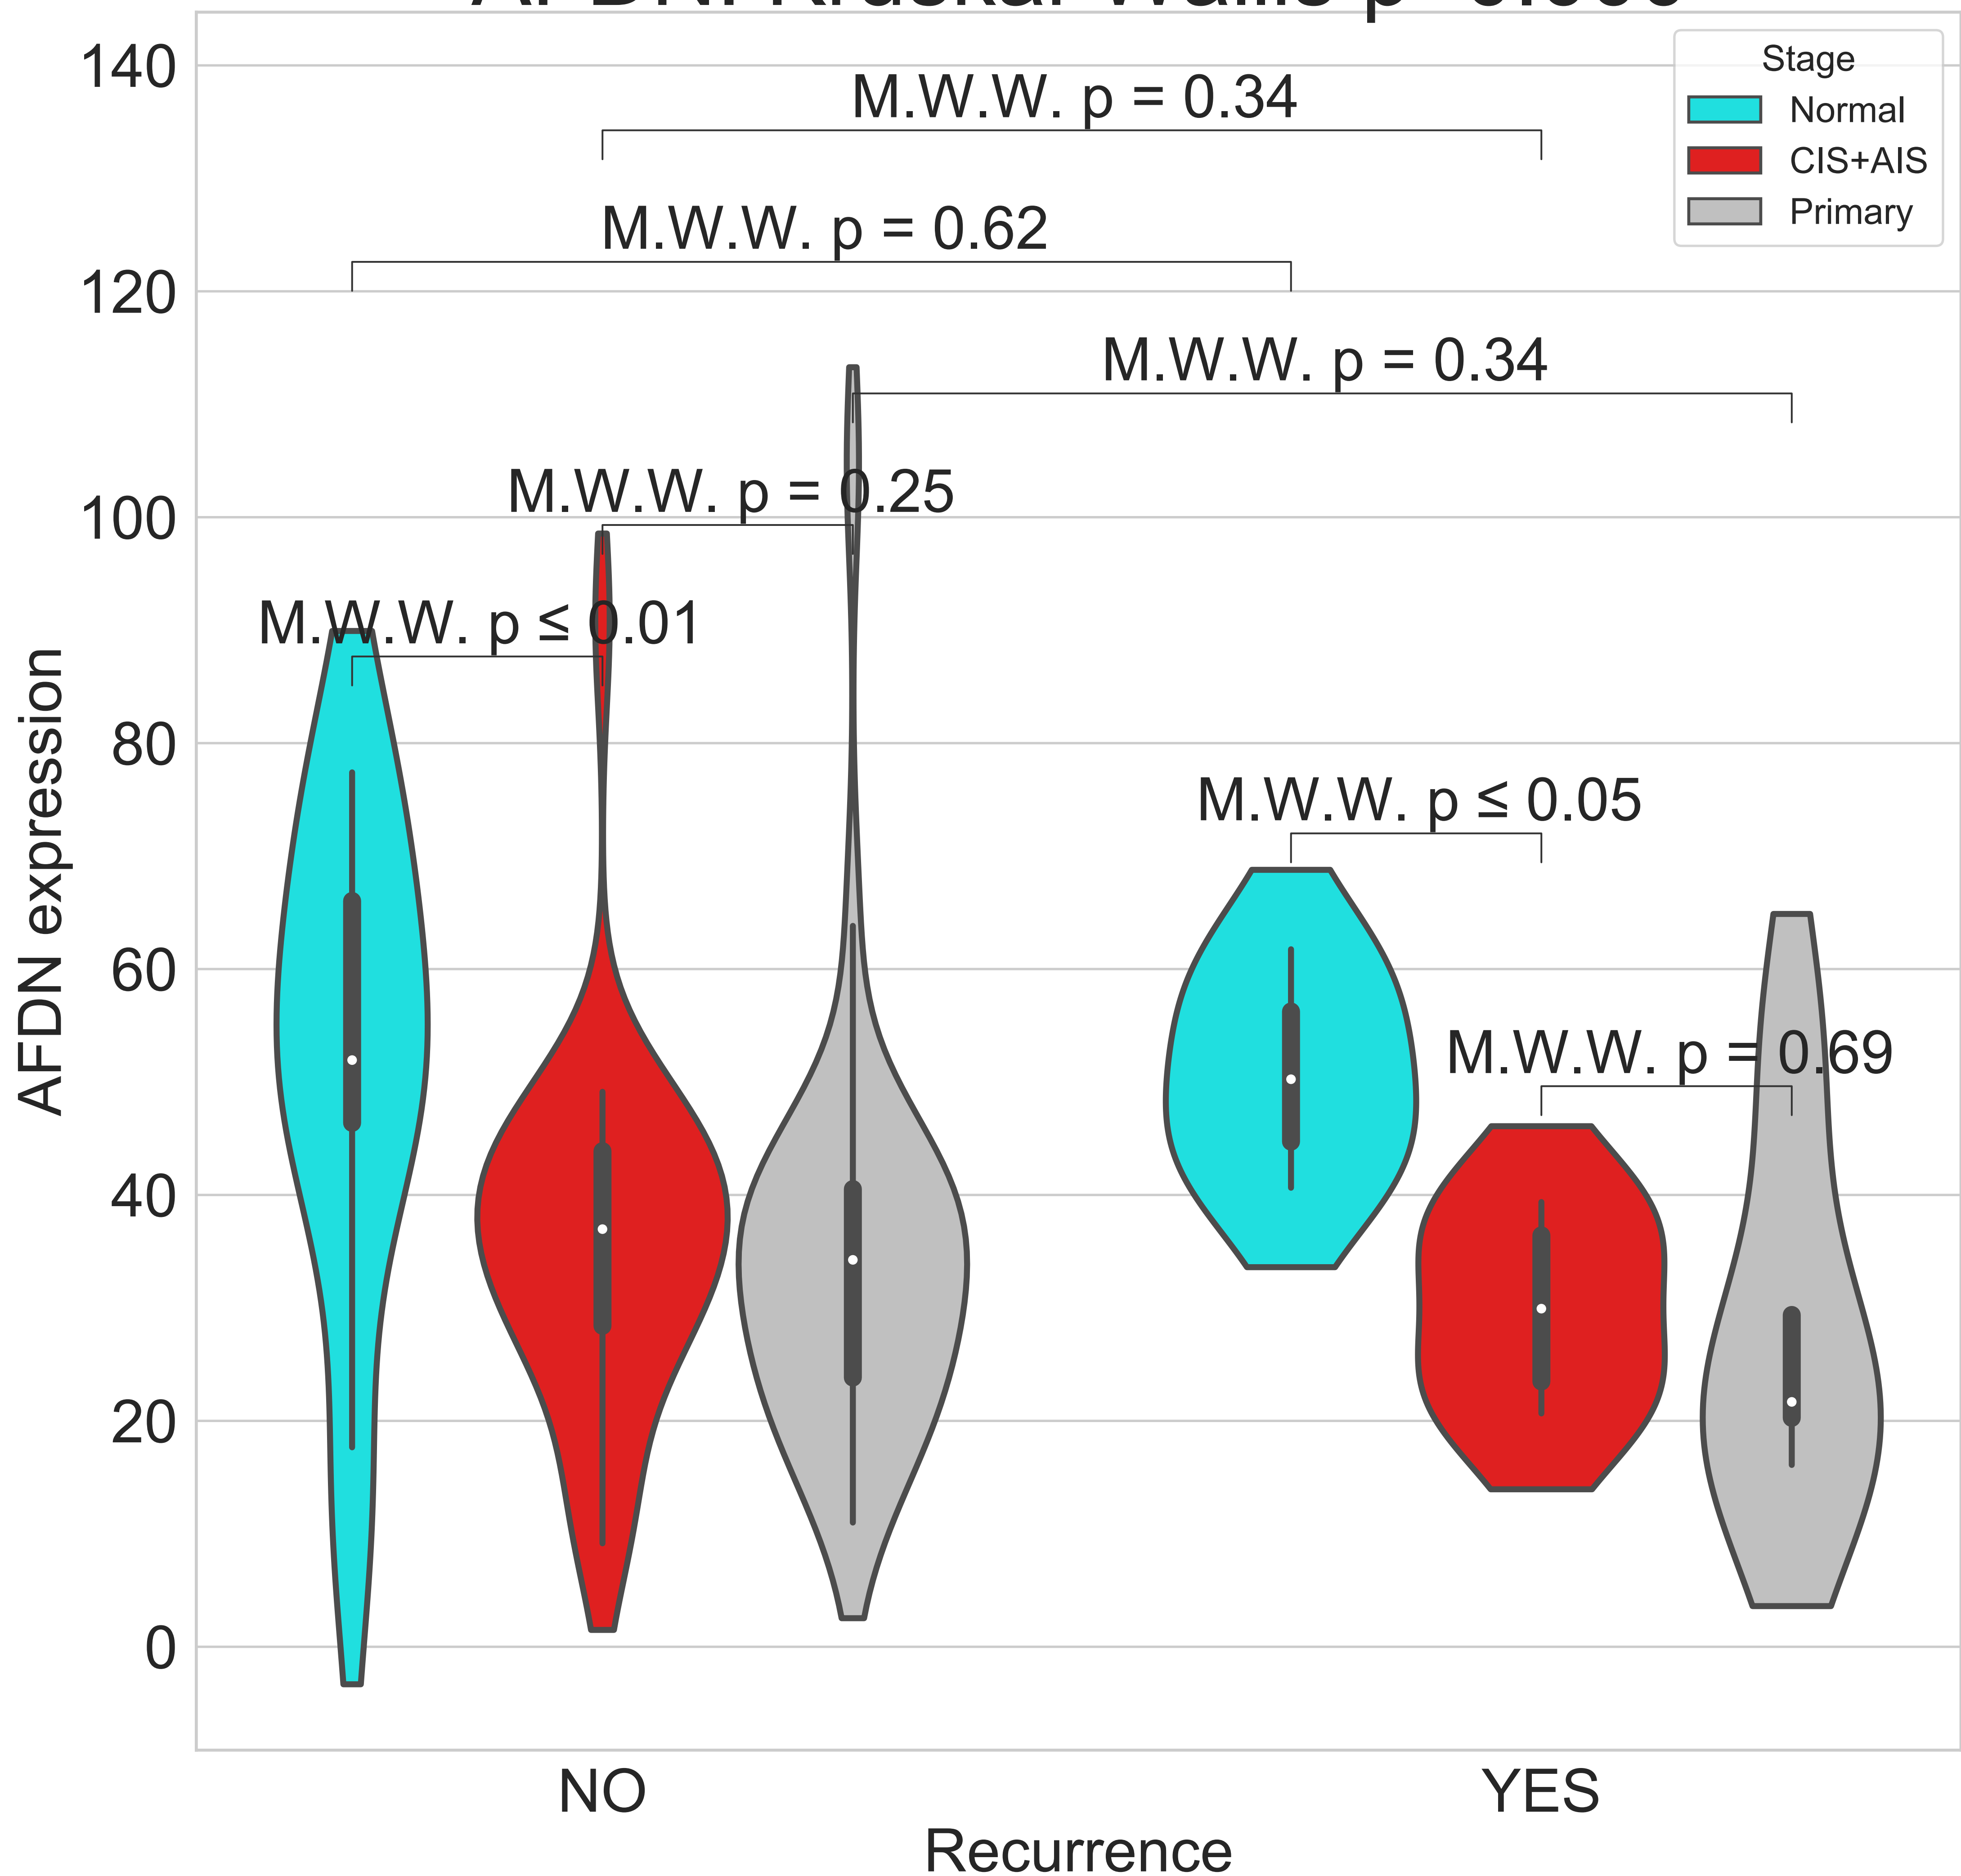 140
120
100
80
60
40
20
0
AFDN expression
M.W.W. p = 0.34
M.W.W. p = 0.62
M.W.W. p = 0.34
M.W.W. p = 0.25
M.W.W. p ≤ 0.01
M.W.W. p ≤ 0.05
M.W.W. p = 0.69
Stage
Normal
CIS+AIS
Primary
NO
YES
Recurrence